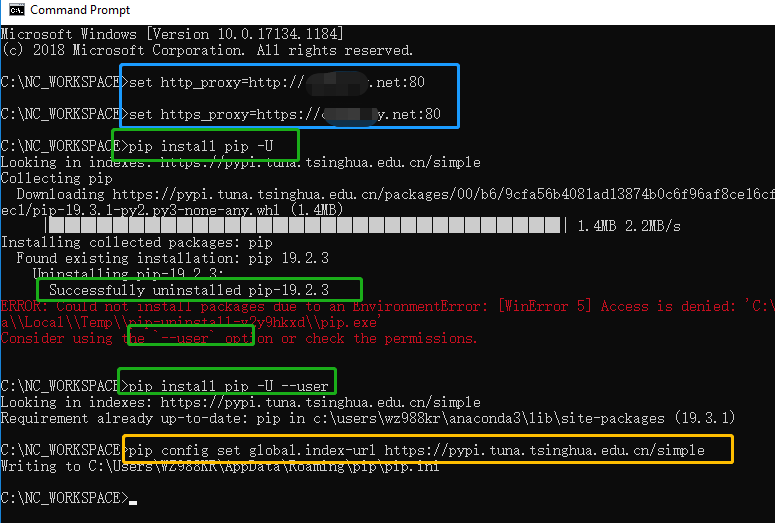 Command Prompt
Microsoft Windows [Version 10.0.17134.1184]
(c) 2018 Microsoft Corporation. All rights reserved.
C:\NC_WORKSPACE>set http_proxy=http:// .net:80
C:\NC_WORKSPACE>set https_proxy=https:// y.net:80
C:\NC_WORKSPACE>pip install pip -U
Looking in indexes: https://pypi.tuna.tsinghua.edu.cn/simple
Collecting pip
Downloading https://pypi.tuna.tsinghua.edu.cn/packages/00/b6/9cfa56b4081ad13874b0c6f96af8ce16cf
ec1/pip-19.3.1-py2.py3-none-any.whl (1.4MB)
| | 1.4MB 2.2MB/s
Installing collected packages: pip
Found existing installation: pip 19.2.3
Uninstalling pip-19.2.3:
Successfully uninstalled pip-19.2.3
ERROR: Could not install packages due to an EnvironmentError: [WinError 5] Access is denied: 'C:\
a\\Local\\Temp\\pip-uninstall-y2y9hkxd\\pip.exe'
Consider using the `--user` option or check the permissions.
C:\NC_WORKSPACE>pip install pip -U --user
Looking in indexes: https://pypi.tuna.tsinghua.edu.cn/simple
Requirement already up-to-date: pip in c:\users\wz988kr\anaconda3\lib\site-packages (19.3.1)
C:\NC_WORKSPACE>pip config set global.index-url https://pypi.tuna.tsinghua.edu.cn/simple
Writing to C:\Users\WZ988KR\AppData\Roaming\pip\pip.ini
C:\NC_WORKSPACE>